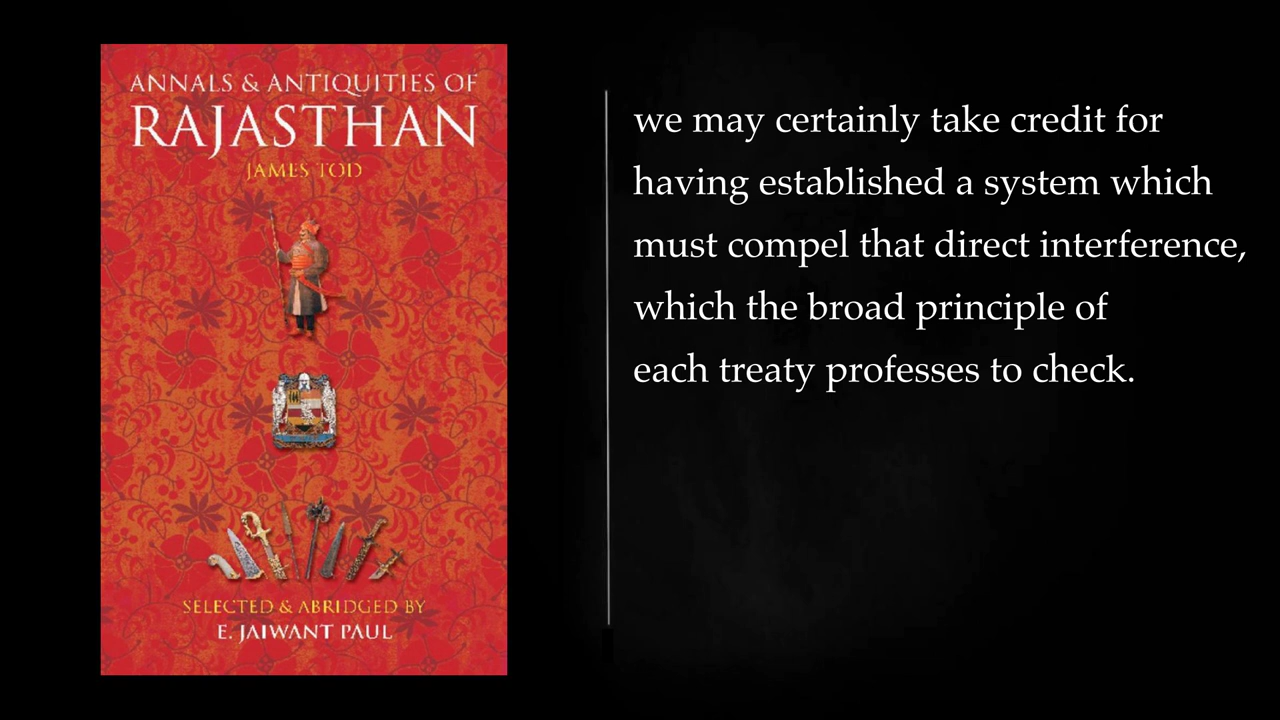 ANNALS & ANTIQUITIES OF
RAJASTHAN
JAMES TOD
SELECTED & ABRIDGED BY
E. JAIWANT PAUL
we may certainly take credit for
having established a system which
must compel that direct interference,
which the broad principle of
each treaty professes to check.